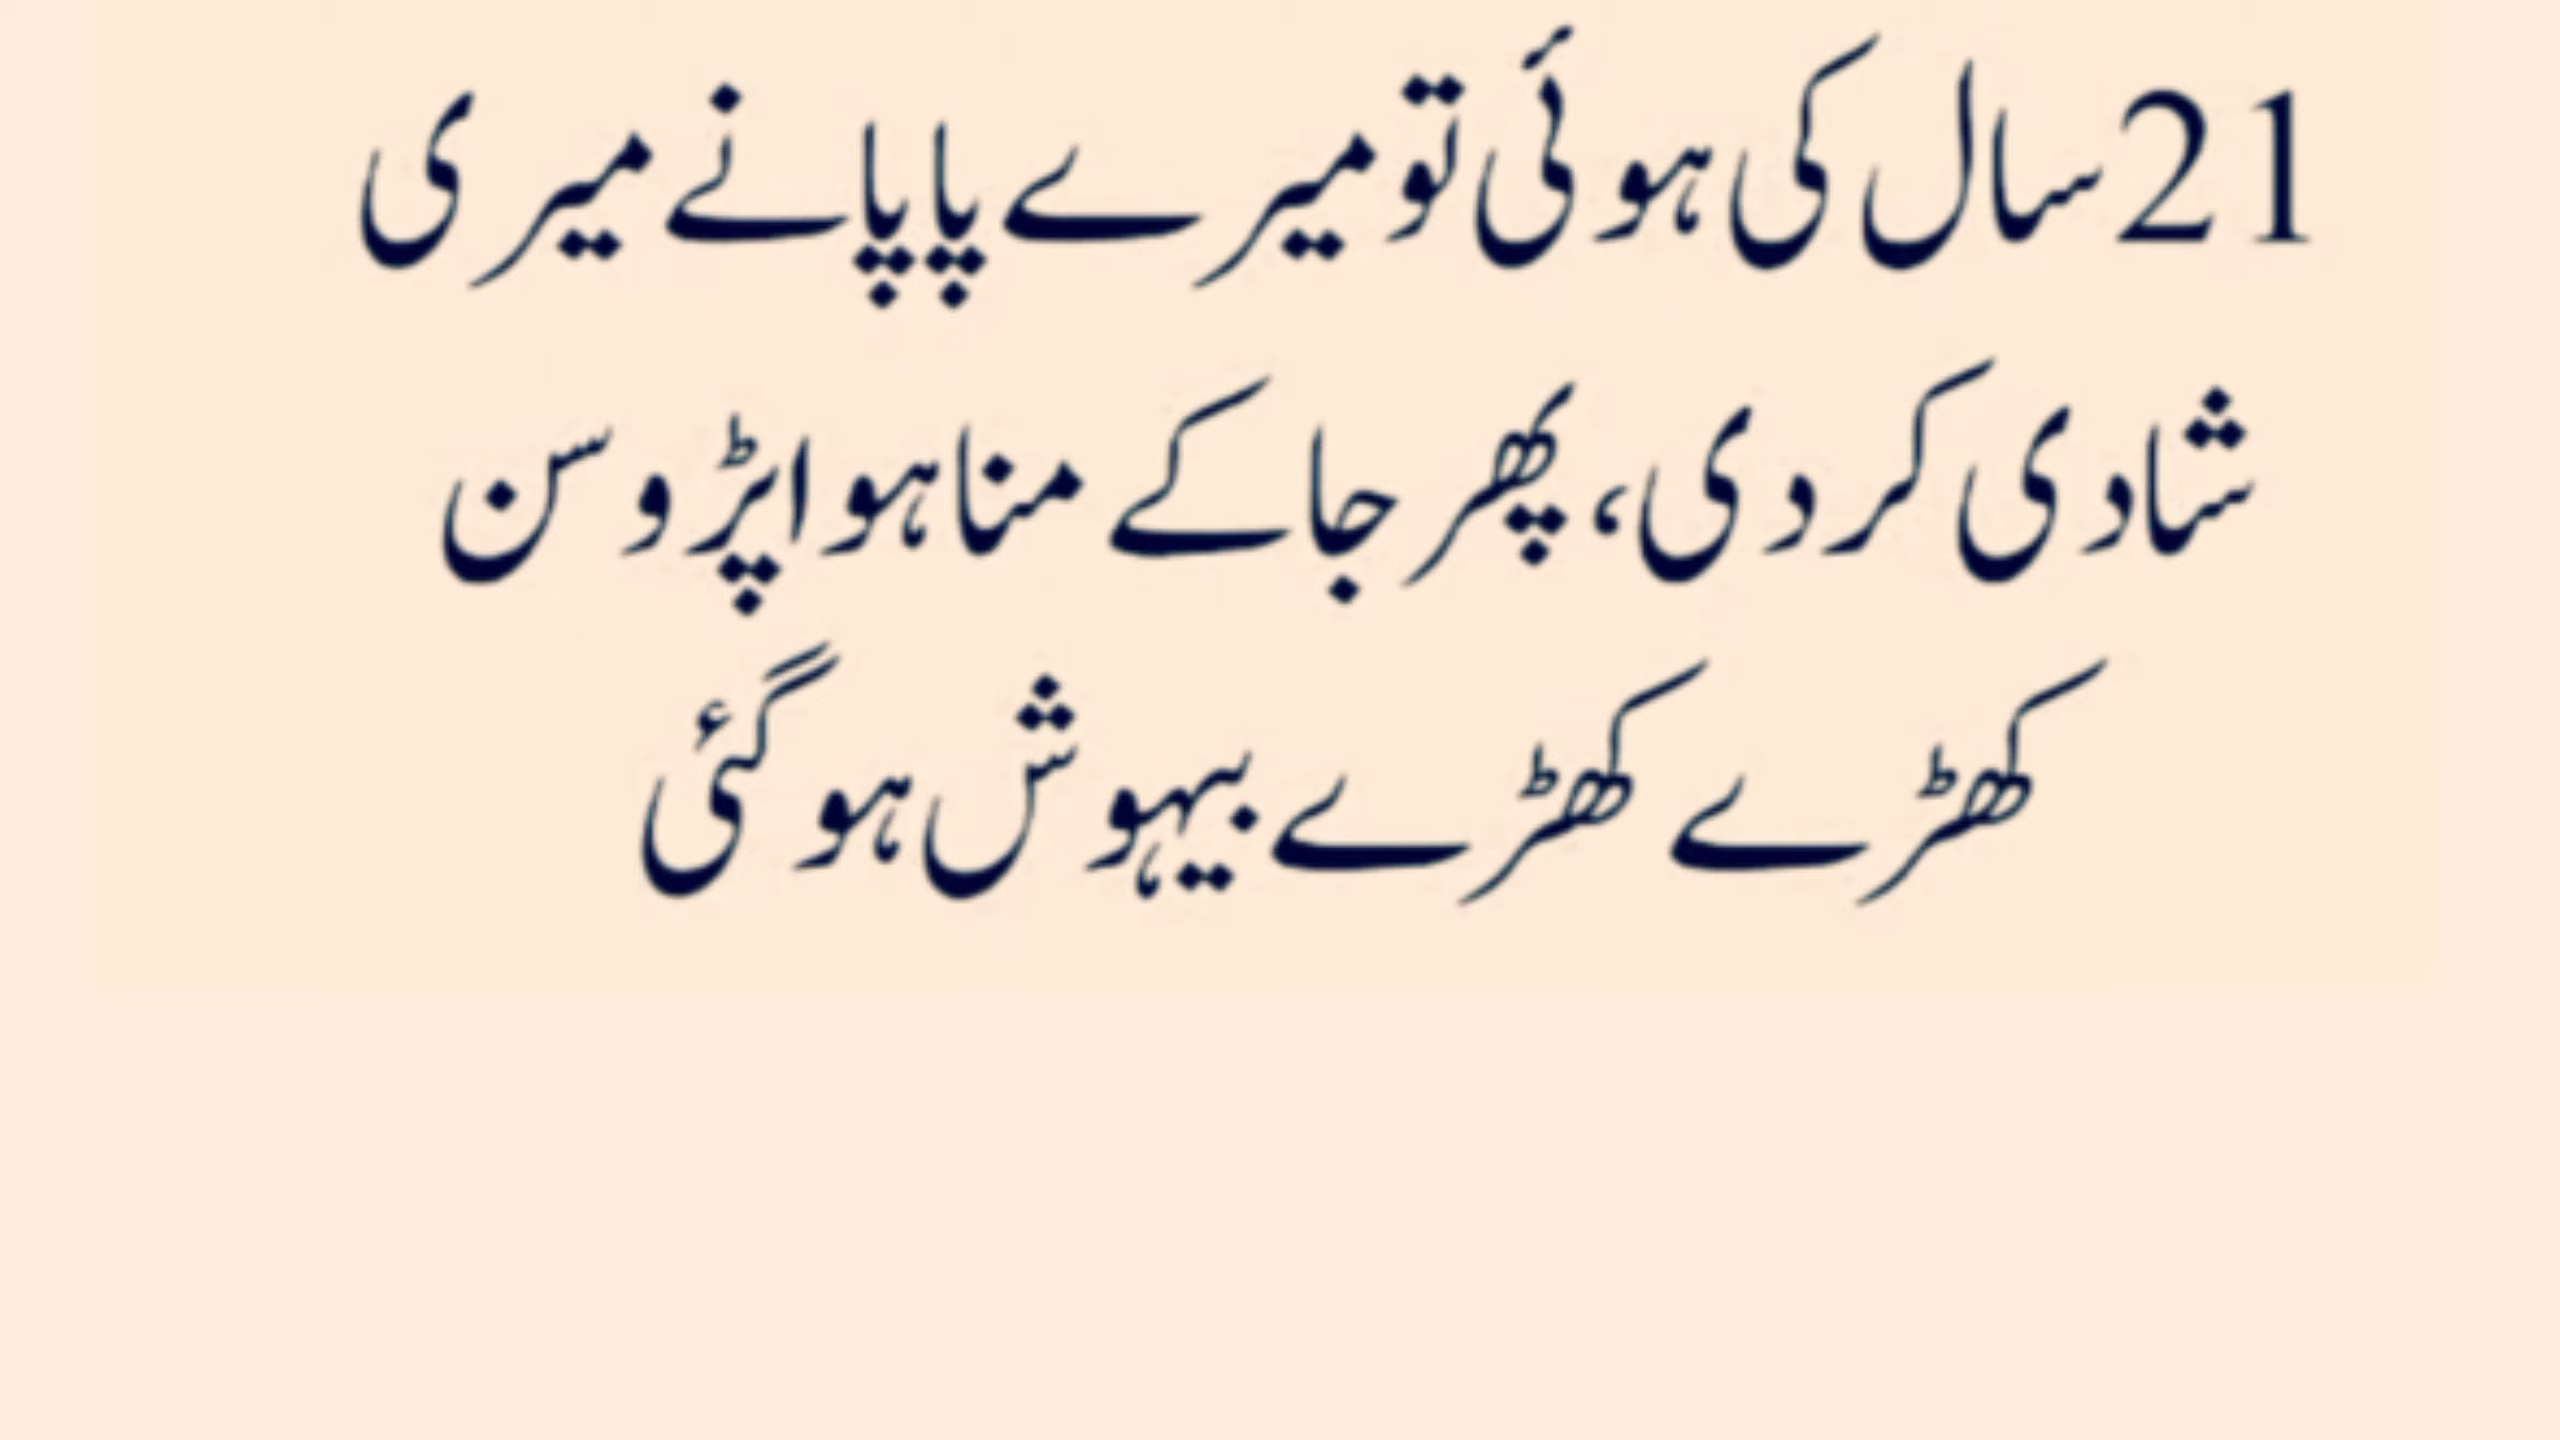 21 سال کی ہوئی تو میرے پاپا نے میری
شادی کر دی، پھر جا کے منا ہوا پڑوسن
کھڑے کھڑے بیہوش ہو گئی